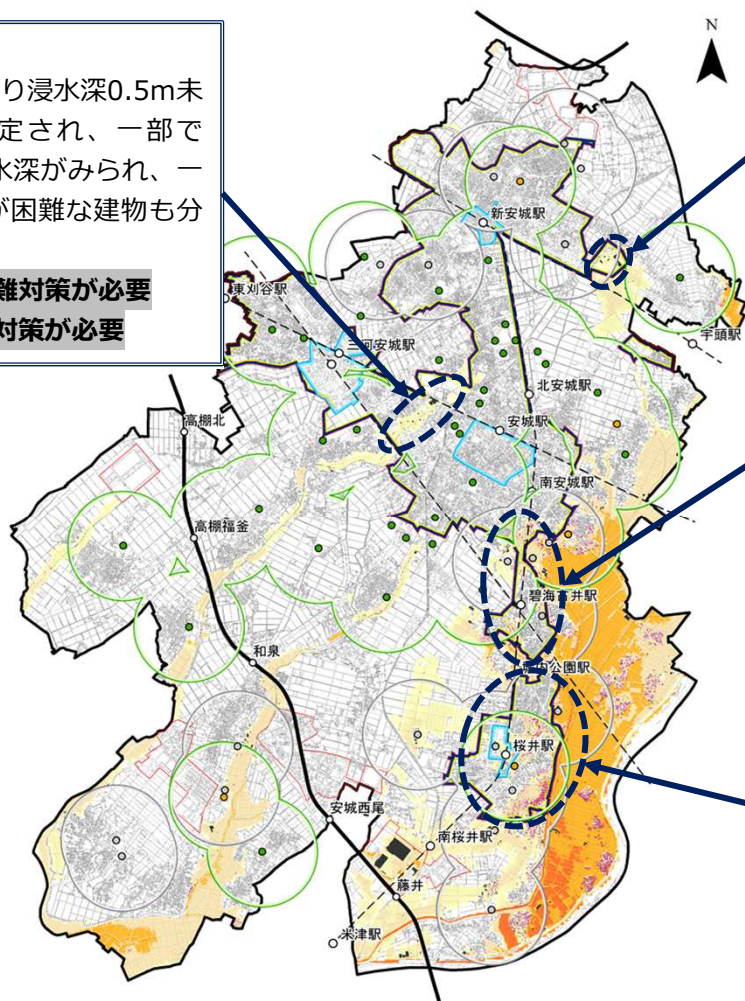 り浸水深0.5m未
定され、一部で
水深がみられ、一
が困難な建物も分
難対策が必要
対策が必要
N
新安城駅
東刈谷駅
宇頭駅
三河安城駅
北安城駅
高棚北
安城駅
南安城駅
高棚福釜
碧海古井駅
和泉
堀内公園駅
桜井駅
安城西尾
南桜井駅
藤井
米津駅